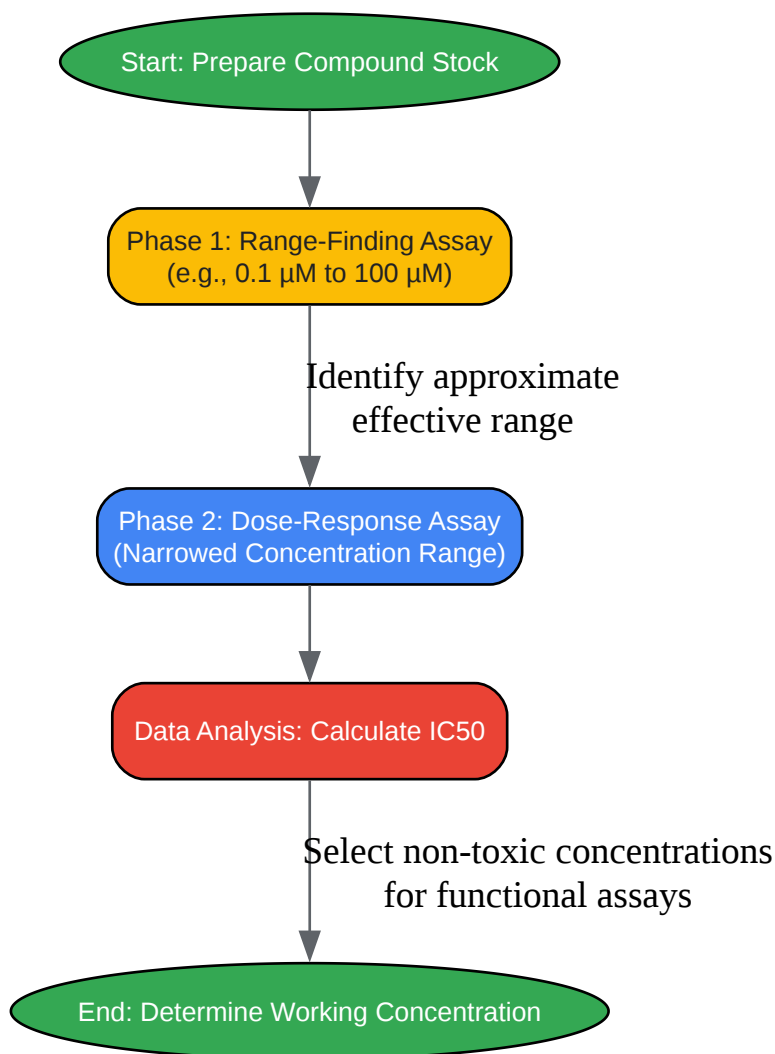 Start: Prepare Compound Stock
Phase 1: Range-Finding Assay
(e.g., 0.1 µM to 100 µM)
Identify approximate
effective range
Phase 2: Dose-Response Assay
(Narrowed Concentration Range)
Data Analysis: Calculate IC50
Select non-toxic concentrations
for functional assays
End: Determine Working Concentration